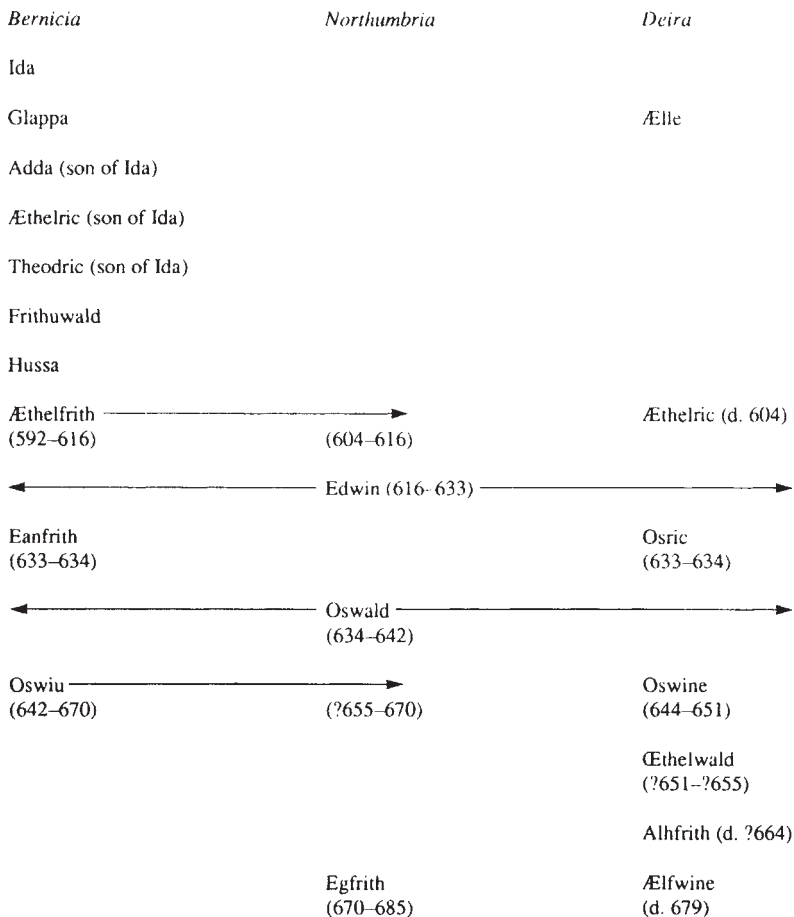 Bernicia Northumbria Deira
Ida
Glappa Ælle
Adda (son of Ida)
Æthelric (son of Ida)
Theodric (son of Ida)
Frithuwald
Hussa
Æthelfrith Æthelric (d. 604)
(592–616) (604–616)
Edwin (616–633)
Eanfrith Osric
(633–634) (633–634)
Oswald
(634–642)
Oswiu Oswine
(642–670) (?655–670) (644–651)
Œthelwald
(?651–?655)
Alhfrith (d. ?664)
Egfrith Ælfwine
(670–685) (d. 679)